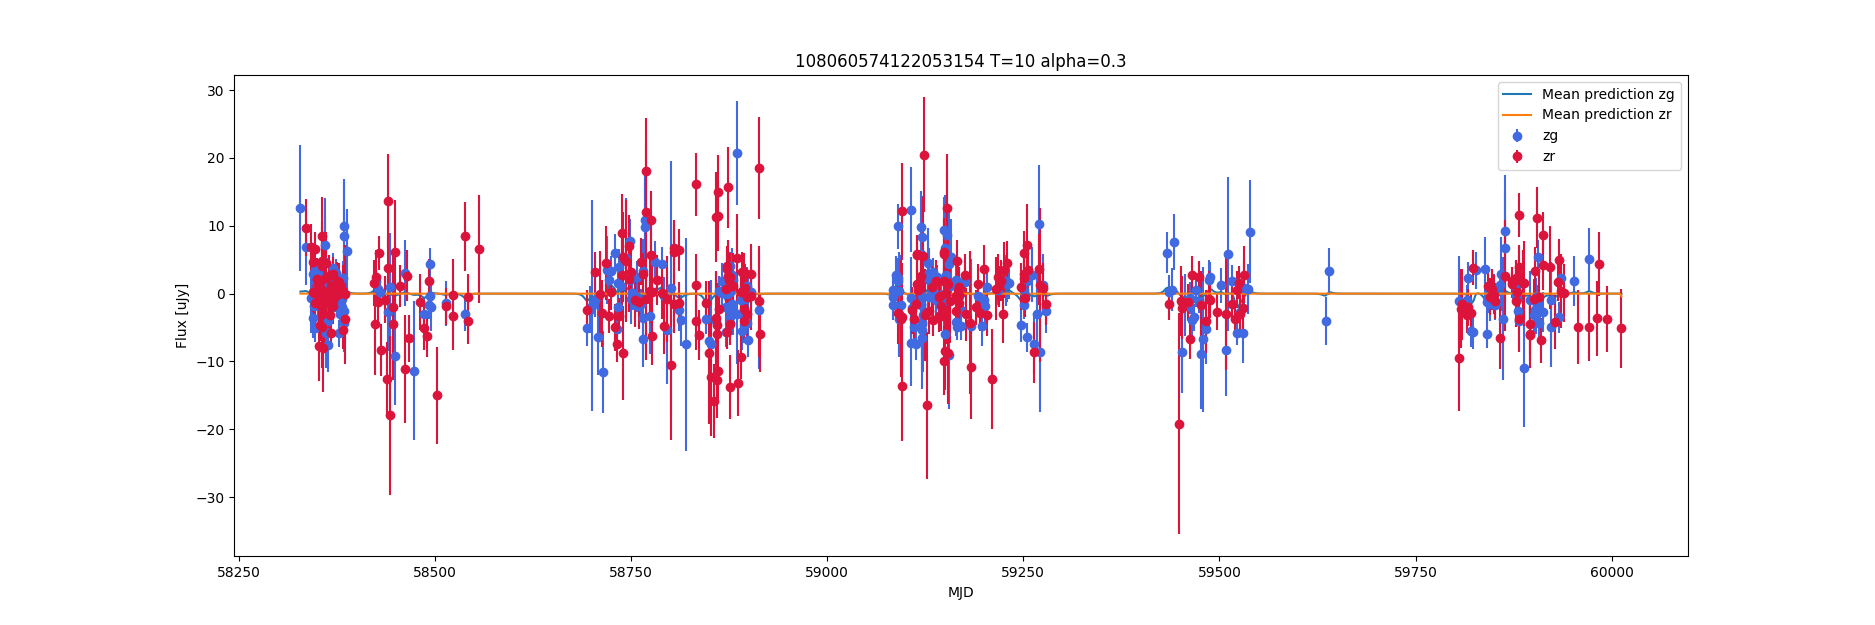 108060574122053154 T=10 alpha=0.3
Mean prediction zg
Mean prediction zr
zg
zr
30
20
10
0
−10
−20
−30
Flux [uJy]
58250
58500
58750
59000
59250
59500
59750
60000
MJD